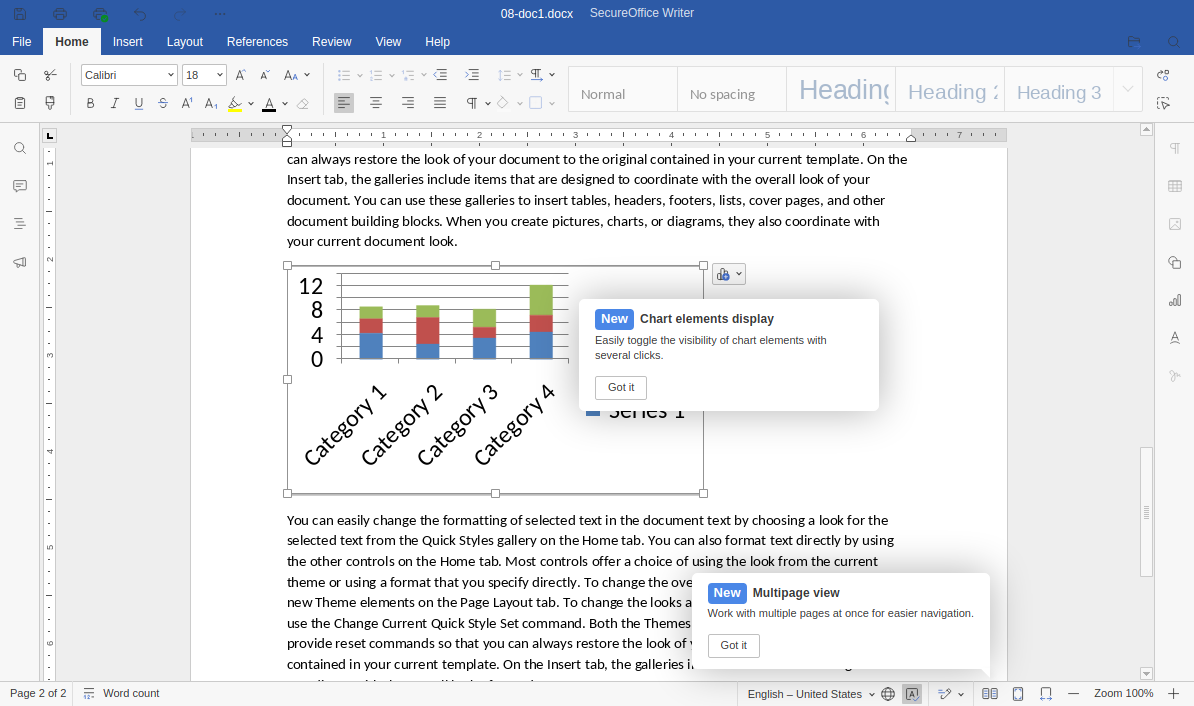 08-doc1.docx SecureOffice Writer
File Home Insert Layout References Review View Help
Calibri 18 Normal No spacing Heading Heading 2 Heading 3
1 2 3 4 5 6 7
can always restore the look of your document to the original contained in your current template. On the
Insert tab, the galleries include items that are designed to coordinate with the overall look of your
document. You can use these galleries to insert tables, headers, footers, lists, cover pages, and other
document building blocks. When you create pictures, charts, or diagrams, they also coordinate with
your current document look.
12
8
4
0
Category 1 Category 2 Category 3 Category 4
Series 1
New Chart elements display
Easily toggle the visibility of chart elements with
several clicks.
Got it
You can easily change the formatting of selected text in the document text by choosing a look for the
selected text from the Quick Styles gallery on the Home tab. You can also format text directly by using
the other controls on the Home tab. Most controls offer a choice of using the look from the current
theme or using a format that you specify directly. To change the ove
new Theme elements on the Page Layout tab. To change the looks a
use the Change Current Quick Style Set command. Both the Themes
provide reset commands so that you can always restore the look of
contained in your current template. On the Insert tab, the galleries
New Multipage view
Work with multiple pages at once for easier navigation.
Got it
Page 2 of 2 Word count English – United States Zoom 100%